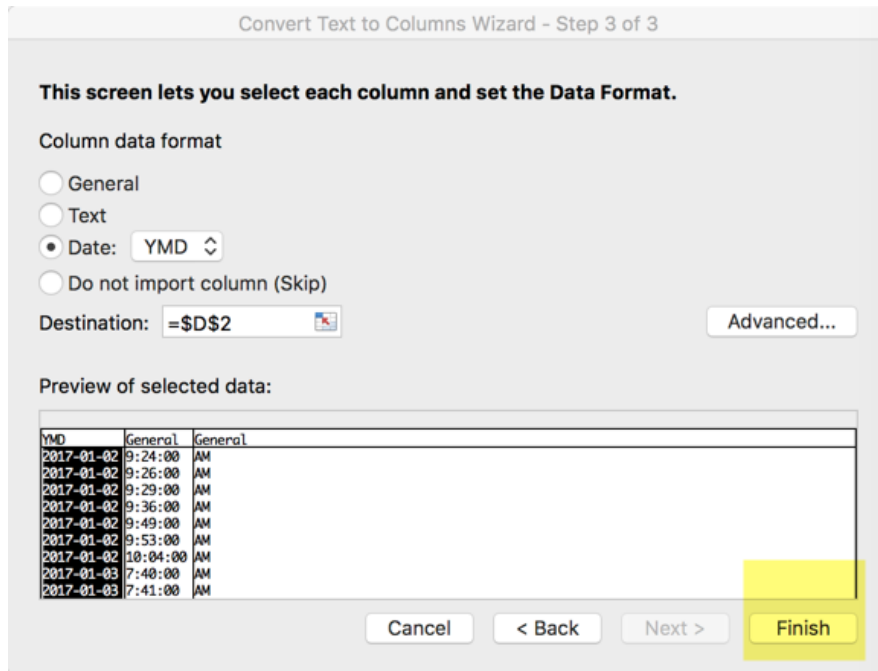 Convert Text to Columns Wizard - Step 3 of 3
This screen lets you select each column and set the Data Format.
Column data format
General
Text
Date: YMD
Do not import column (Skip)
Destination: =$D$2 Advanced...
Preview of selected data:
YMD General General
2017-01-02 9:24:00 AM
2017-01-02 9:26:00 AM
2017-01-02 9:29:00 AM
2017-01-02 9:36:00 AM
2017-01-02 9:49:00 AM
2017-01-02 9:53:00 AM
2017-01-02 10:04:00 AM
2017-01-03 7:40:00 AM
2017-01-03 7:41:00 AM
Cancel < Back Next > Finish